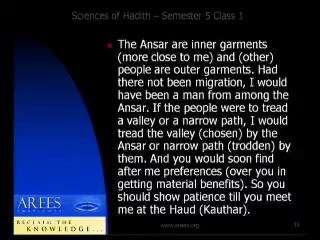 Sciences of Hadith – Semester 5 Class 1
The Ansar are inner garments
(more close to me) and (other)
people are outer garments. Had
there not been migration, I would
have been a man from among the
Ansar. If the people were to tread
a valley or a narrow path, I would
tread the valley (chosen) by the
Ansar or narrow path (trodden) by
them. And you would soon find
after me preferences (over you in
getting material benefits). So you
should show patience till you meet
me at the Haud (Kauthar).
AREES
RECLAIM THE
KNOWLEDGE...
www.arees.org